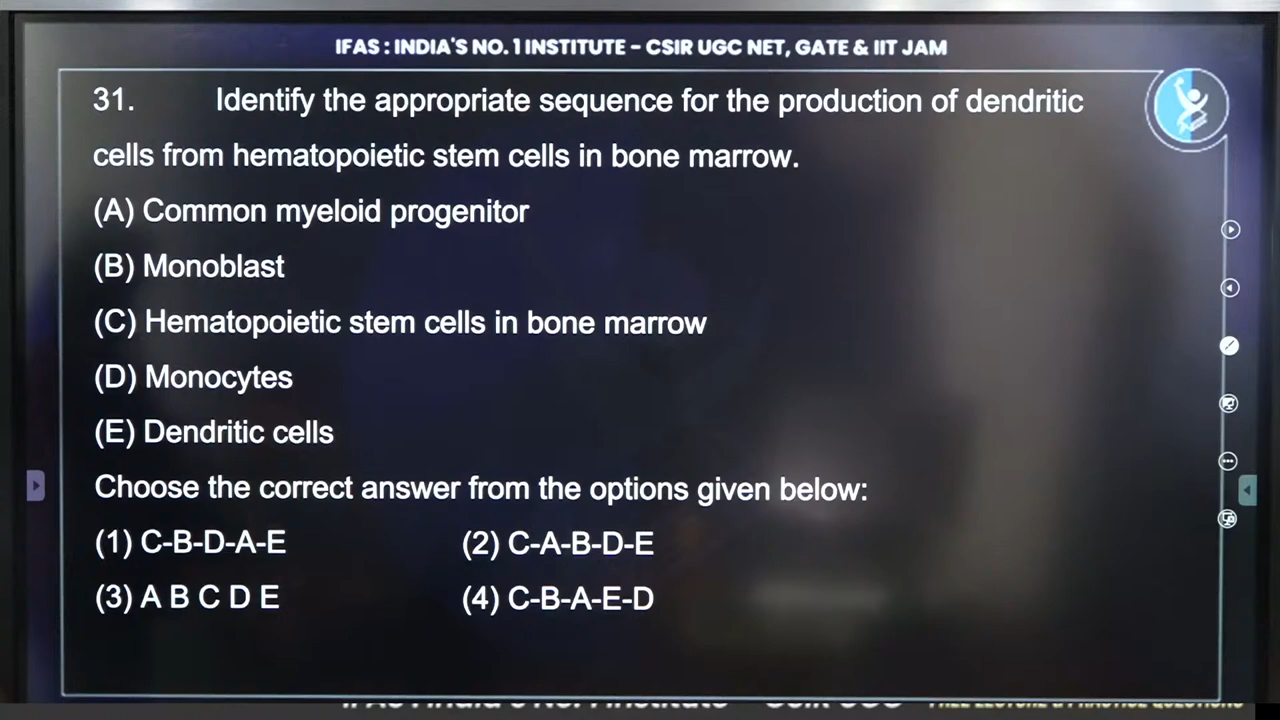 IFAS : INDIA'S NO. 1 INSTITUTE – CSIR UGC NET, GATE & IIT JAM
31. Identify the appropriate sequence for the production of dendritic
cells from hematopoietic stem cells in bone marrow.
(A) Common myeloid progenitor
(B) Monoblast
(C) Hematopoietic stem cells in bone marrow
(D) Monocytes
(E) Dendritic cells
Choose the correct answer from the options given below:
(1) C-B-D-A-E (2) C-A-B-D-E
(3) A B C D E (4) C-B-A-E-D